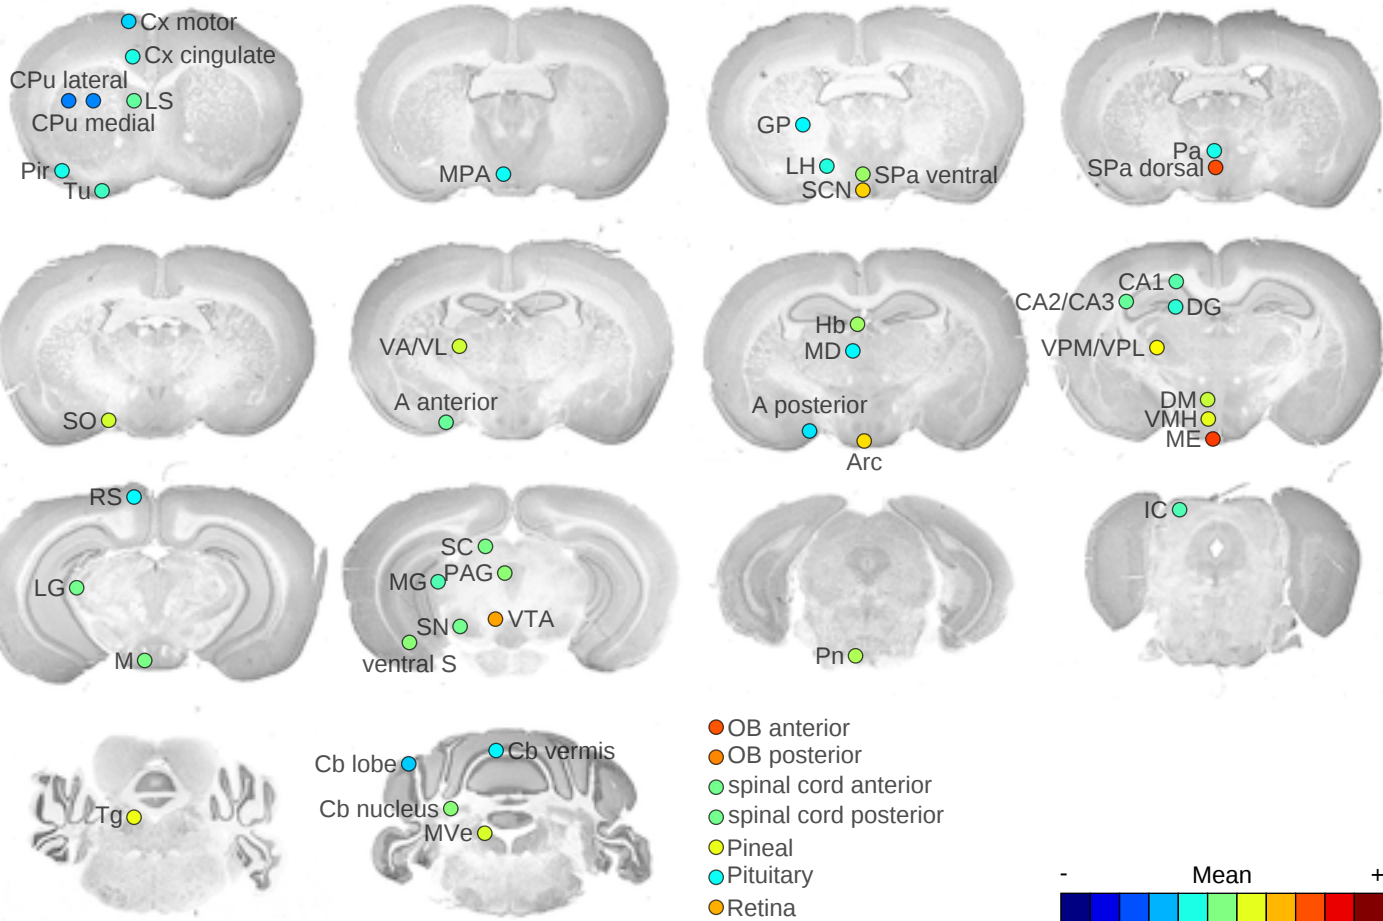 Cx motor
Cx cingulate
CPu lateral
LS
CPu medial
Pir
Tu
MPA
GP
LH
SPa ventral
SCN
Pa
SPa dorsal
SO
VA/VL
A anterior
Hb
MD
A posterior
Arc
CA1
CA2/CA3
DG
VPM/VPL
DM
VMH
ME
RS
LG
M
SC
MG
PAG
SN
VTA
ventral S
Pn
IC
Tg
Cb lobe
Cb vermis
Cb nucleus
MVe
OB anterior
OB posterior
spinal cord anterior
spinal cord posterior
Pineal
Pituitary
Retina
- Mean +